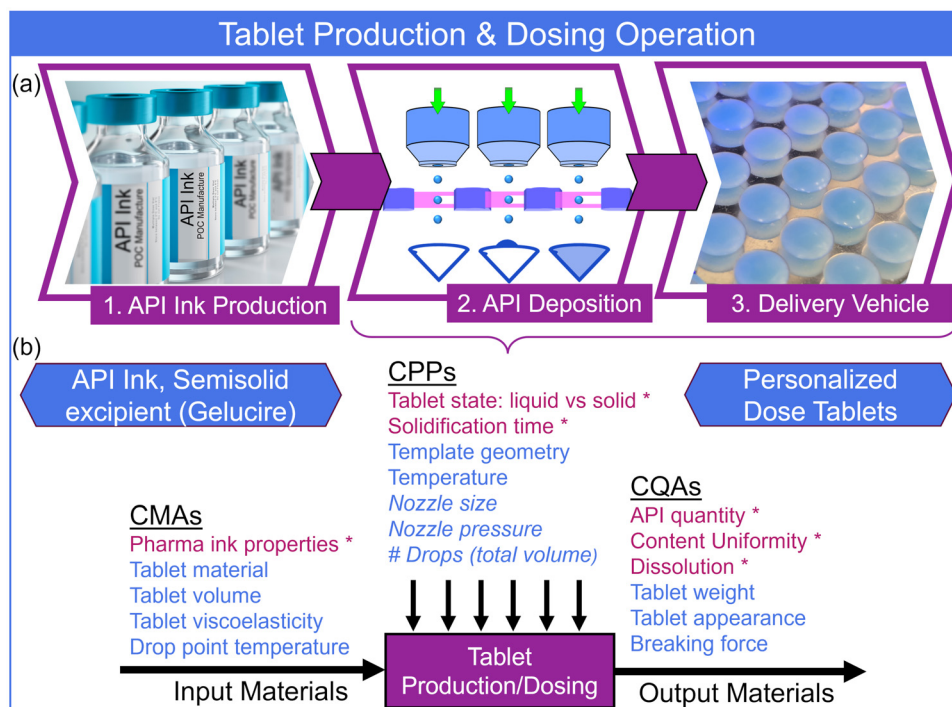 Tablet Production & Dosing Operation
(a)
API Ink
POC Manufacture
API Ink
POC Manufacture
API Ink
POC Manufacture
1. API Ink Production
2. API Deposition
3. Delivery Vehicle
(b)
API Ink, Semisolid
excipient (Gelucire)
CPPs
Tablet state: liquid vs solid *
Solidification time *
Template geometry
Temperature
Nozzle size
Nozzle pressure
# Drops (total volume)
Personalized
Dose Tablets
CMAs
Pharma ink properties *
Tablet material
Tablet volume
Tablet viscoelasticity
Drop point temperature
CQAs
API quantity *
Content Uniformity *
Dissolution *
Tablet weight
Tablet appearance
Breaking force
Input Materials
Tablet
Production/Dosing
Output Materials